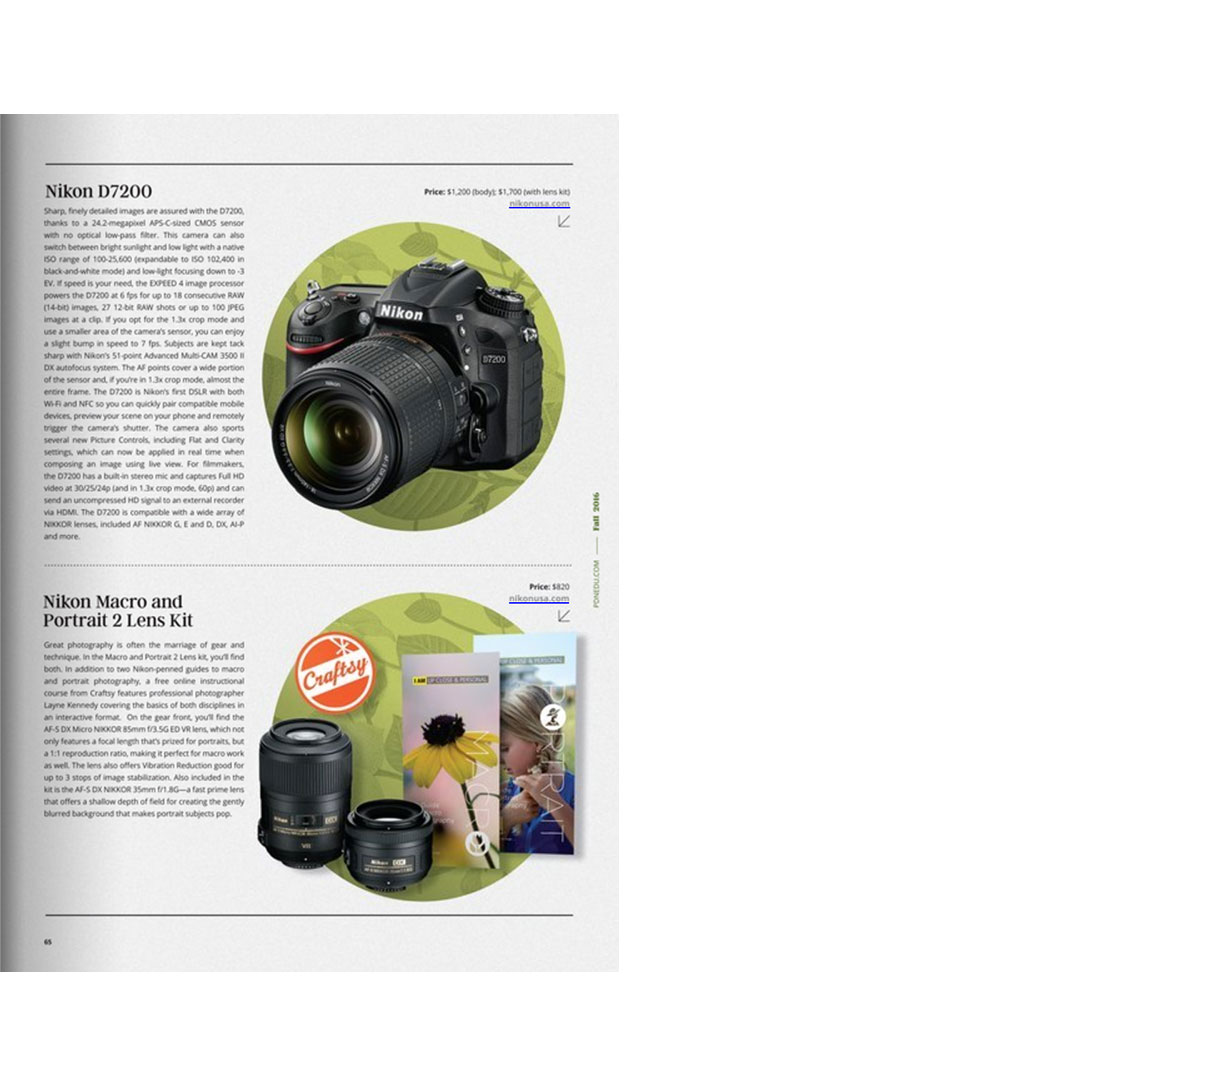 Nikon D7200
Price: $1,200 (body); $1,700 (with lens kit)
nikonusa.com
Sharp, finely detailed images are assured with the D7200,
thanks to a 24.2-megapixel APS-C-sized CMOS sensor
with no optical low-pass filter. This camera can also
switch between bright sunlight and low light with a native
ISO range of 100-25,600 (expandable to ISO 102,400 in
black-and-white mode) and low-light focusing down to -3
EV. If speed is your need, the EXPEED 4 image processor
powers the D7200 at 6 fps for up to 18 consecutive RAW
(14-bit) images, 27 12-bit RAW shots or up to 100 JPEG
images at a clip. If you opt for the 1.3x crop mode and
use a smaller area of the camera's sensor, you can enjoy
a slight bump in speed to 7 fps. Subjects are kept tack
sharp with Nikon's 51-point Advanced Multi-CAM 3500 II
DX autofocus system. The AF points cover a wide portion
of the sensor and, if you're in 1.3x crop mode, almost the
entire frame. The D7200 is Nikon's first DSLR with both
Wi-Fi and NFC so you can quickly pair compatible mobile
devices, preview your scene on your phone and remotely
trigger the camera's shutter. The camera also sports
several new Picture Controls, including Flat and Clarity
settings, which can now be applied in real time when
composing an image using live view. For filmmakers,
the D7200 has a built-in stereo mic and captures Full HD
video at 30/25/24p (and in 1.3x crop mode, 60p) and can
send an uncompressed HD signal to an external recorder
via HDMI. The D7200 is compatible with a wide array of
NIKKOR lenses, included AF NIKKOR G, E and D, DX, AI-P
and more.
Nikon
D7200
Nikon
PDNEDU.COM — Fall 2016
Nikon Macro and
Portrait 2 Lens Kit
Price: $820
nikonusa.com
Great photography is often the marriage of gear and
technique. In the Macro and Portrait 2 Lens kit, you'll find
both. In addition to two Nikon-penned guides to macro
and portrait photography, a free online instructional
course from Craftsy features professional photographer
Layne Kennedy covering the basics of both disciplines in
an interactive format. On the gear front, you'll find the
AF-S DX Micro NIKKOR 85mm f/3.5G ED VR lens, which not
only features a focal length that's prized for portraits, but
a 1:1 reproduction ratio, making it perfect for macro work
as well. The lens also offers Vibration Reduction good for
up to 3 stops of image stabilization. Also included in the
kit is the AF-S DX NIKKOR 35mm f/1.8G—a fast prime lens
that offers a shallow depth of field for creating the gently
blurred background that makes portrait subjects pop.
Craftsy
I AM UP CLOSE & PERSONAL
MACRO
UP CLOSE & PERSONAL
PORTRAIT
Nikon DX
VR
Nikon DX
65